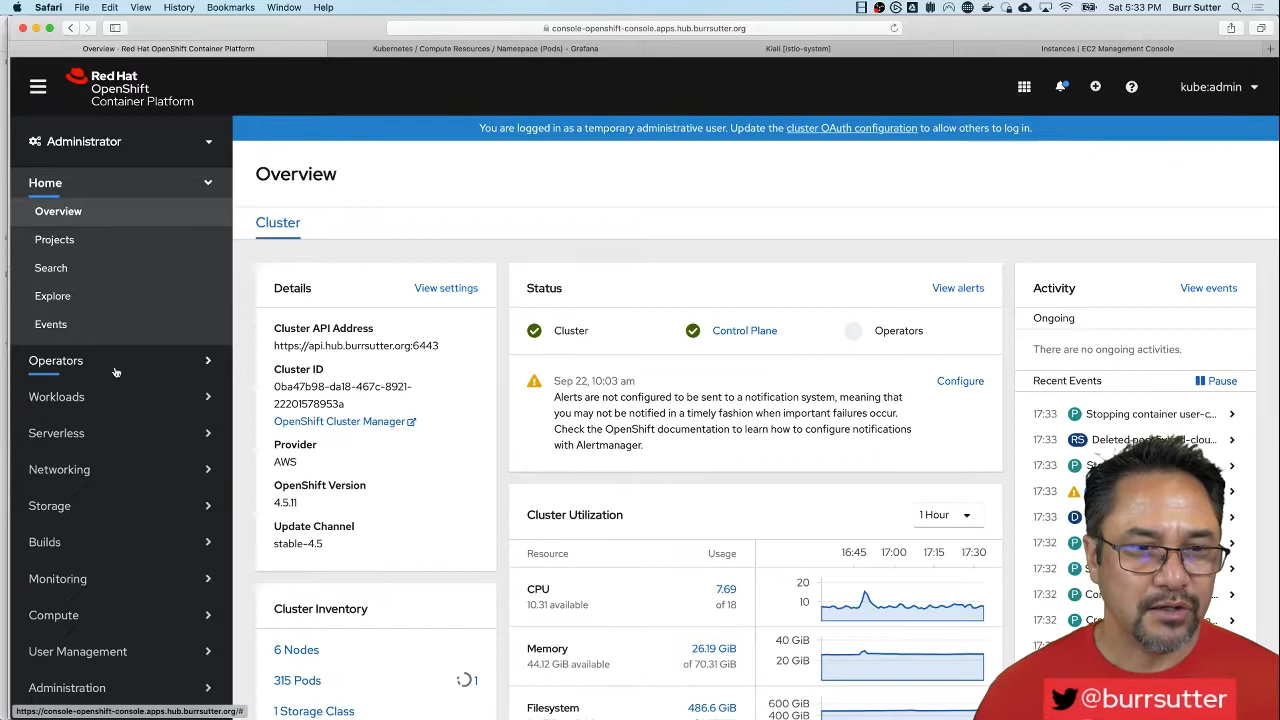 Safari File Edit View History Bookmarks Window Help Sat 5:33 PM Burr Sutter
console-openshift-console.apps.hub.burrsutter.org
Overview · Red Hat OpenShift Container Platform Kubernetes / Compute Resources / Namespace (Pods) - Grafana Kiali [istio-system] Instances | EC2 Management Console
Red Hat
OpenShift
Container Platform
kube:admin
Administrator
You are logged in as a temporary administrative user. Update the cluster OAuth configuration to allow others to log in.
Home
Overview
Projects
Search
Explore
Events
Operators
Workloads
Serverless
Networking
Storage
Builds
Monitoring
Compute
User Management
Administration
https://console-openshift-console.apps.hub.burrsutter.org/#
Overview
Cluster
Details View settings
Cluster API Address
https://api.hub.burrsutter.org:6443
Cluster ID
0ba47b98-da18-467c-8921-
22201578953a
OpenShift Cluster Manager
Provider
AWS
OpenShift Version
4.5.11
Update Channel
stable-4.5
Cluster Inventory
6 Nodes
315 Pods 1
1 Storage Class
Status View alerts
Cluster Control Plane Operators
Sep 22, 10:03 am Configure
Alerts are not configured to be sent to a notification system, meaning that
you may not be notified in a timely fashion when important failures occur.
Check the OpenShift documentation to learn how to configure notifications
with Alertmanager.
Cluster Utilization 1 Hour
Resource Usage 16:45 17:00 17:15 17:30
CPU 7.69 20
10.31 available of 18 10
Memory 26.19 GiB 40 GiB
44.12 GiB available of 70.31 GiB 20 GiB
Filesystem 486.6 GiB 600 GiB
400 GiB
Activity View events
Ongoing
There are no ongoing activities.
Recent Events Pause
17:33 P Stopping container user-c...
17:33 RS Deleted
17:33 P
17:33
17:33 D
17:32 P
17:32 P
17:32 P
17:32 P
@burrsutter